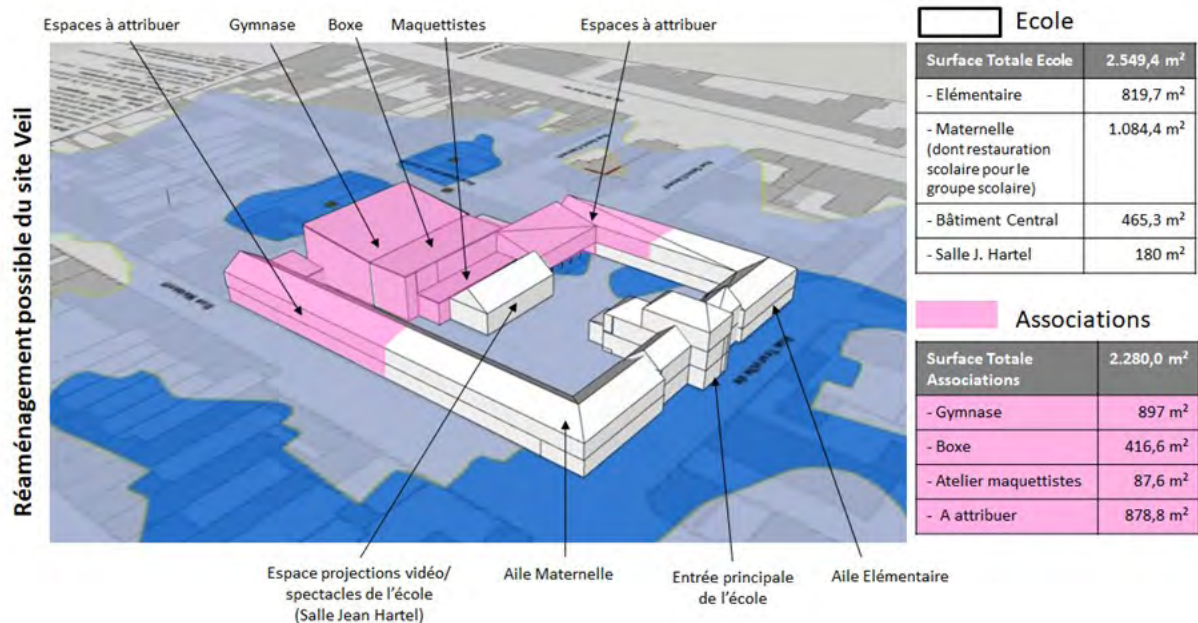 Espaces à attribuer
Gymnase
Boxe
Maquettistes
Espaces à attribuer
Réaménagement possible du site Veil
Espace projections vidéo/
spectacles de l'école
(Salle Jean Hartel)
Aile Maternelle
Entrée principale
de l'école
Aile Elémentaire
Ecole
Surface Totale Ecole 2.549,4 m²
- Elémentaire 819,7 m²
- Maternelle 1.084,4 m²
(dont restauration
scolaire pour le
groupe scolaire)
- Bâtiment Central 465,3 m²
- Salle J. Hartel 180 m²
Associations
Surface Totale 2.280,0 m²
Associations
- Gymnase 897 m²
- Boxe 416,6 m²
- Atelier maquettistes 87,6 m²
- A attribuer 878,8 m²